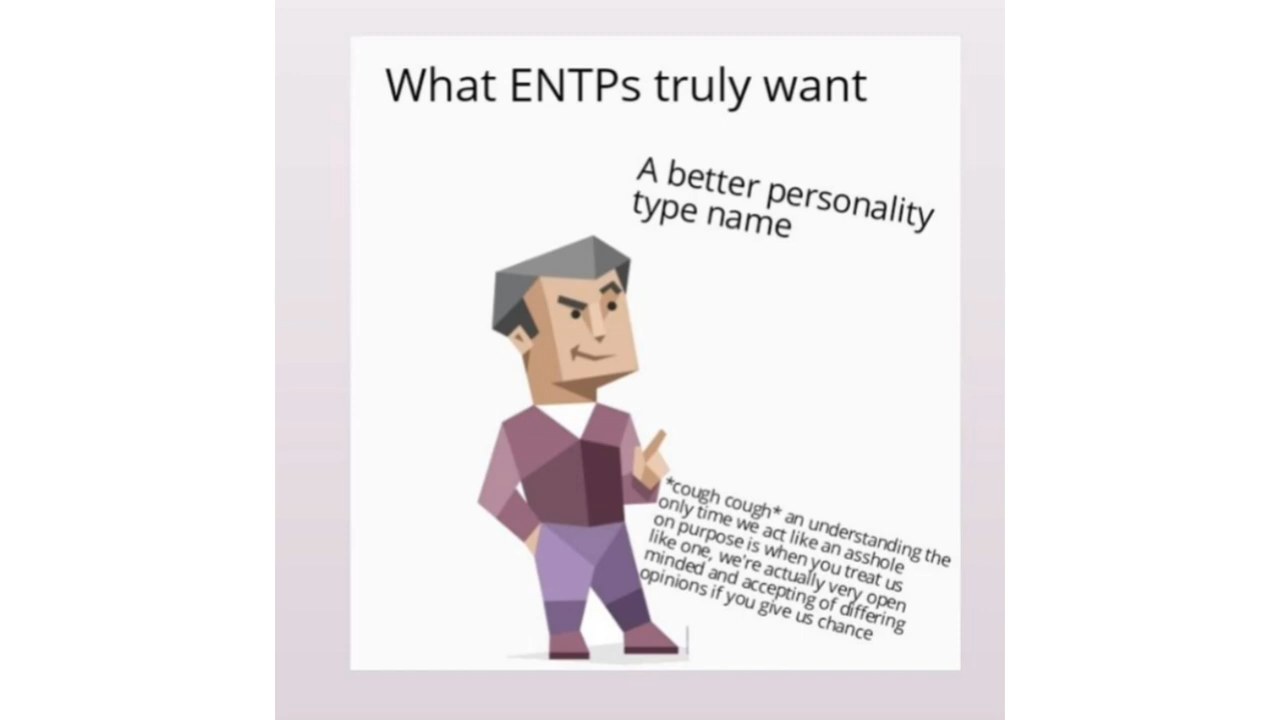 What ENTPs truly want
A better personality
type name
*cough cough* an understanding the
only time we act like an asshole
on purpose is when you treat us
like one, we're actually very open
minded and accepting of differing
opinions if you give us chance